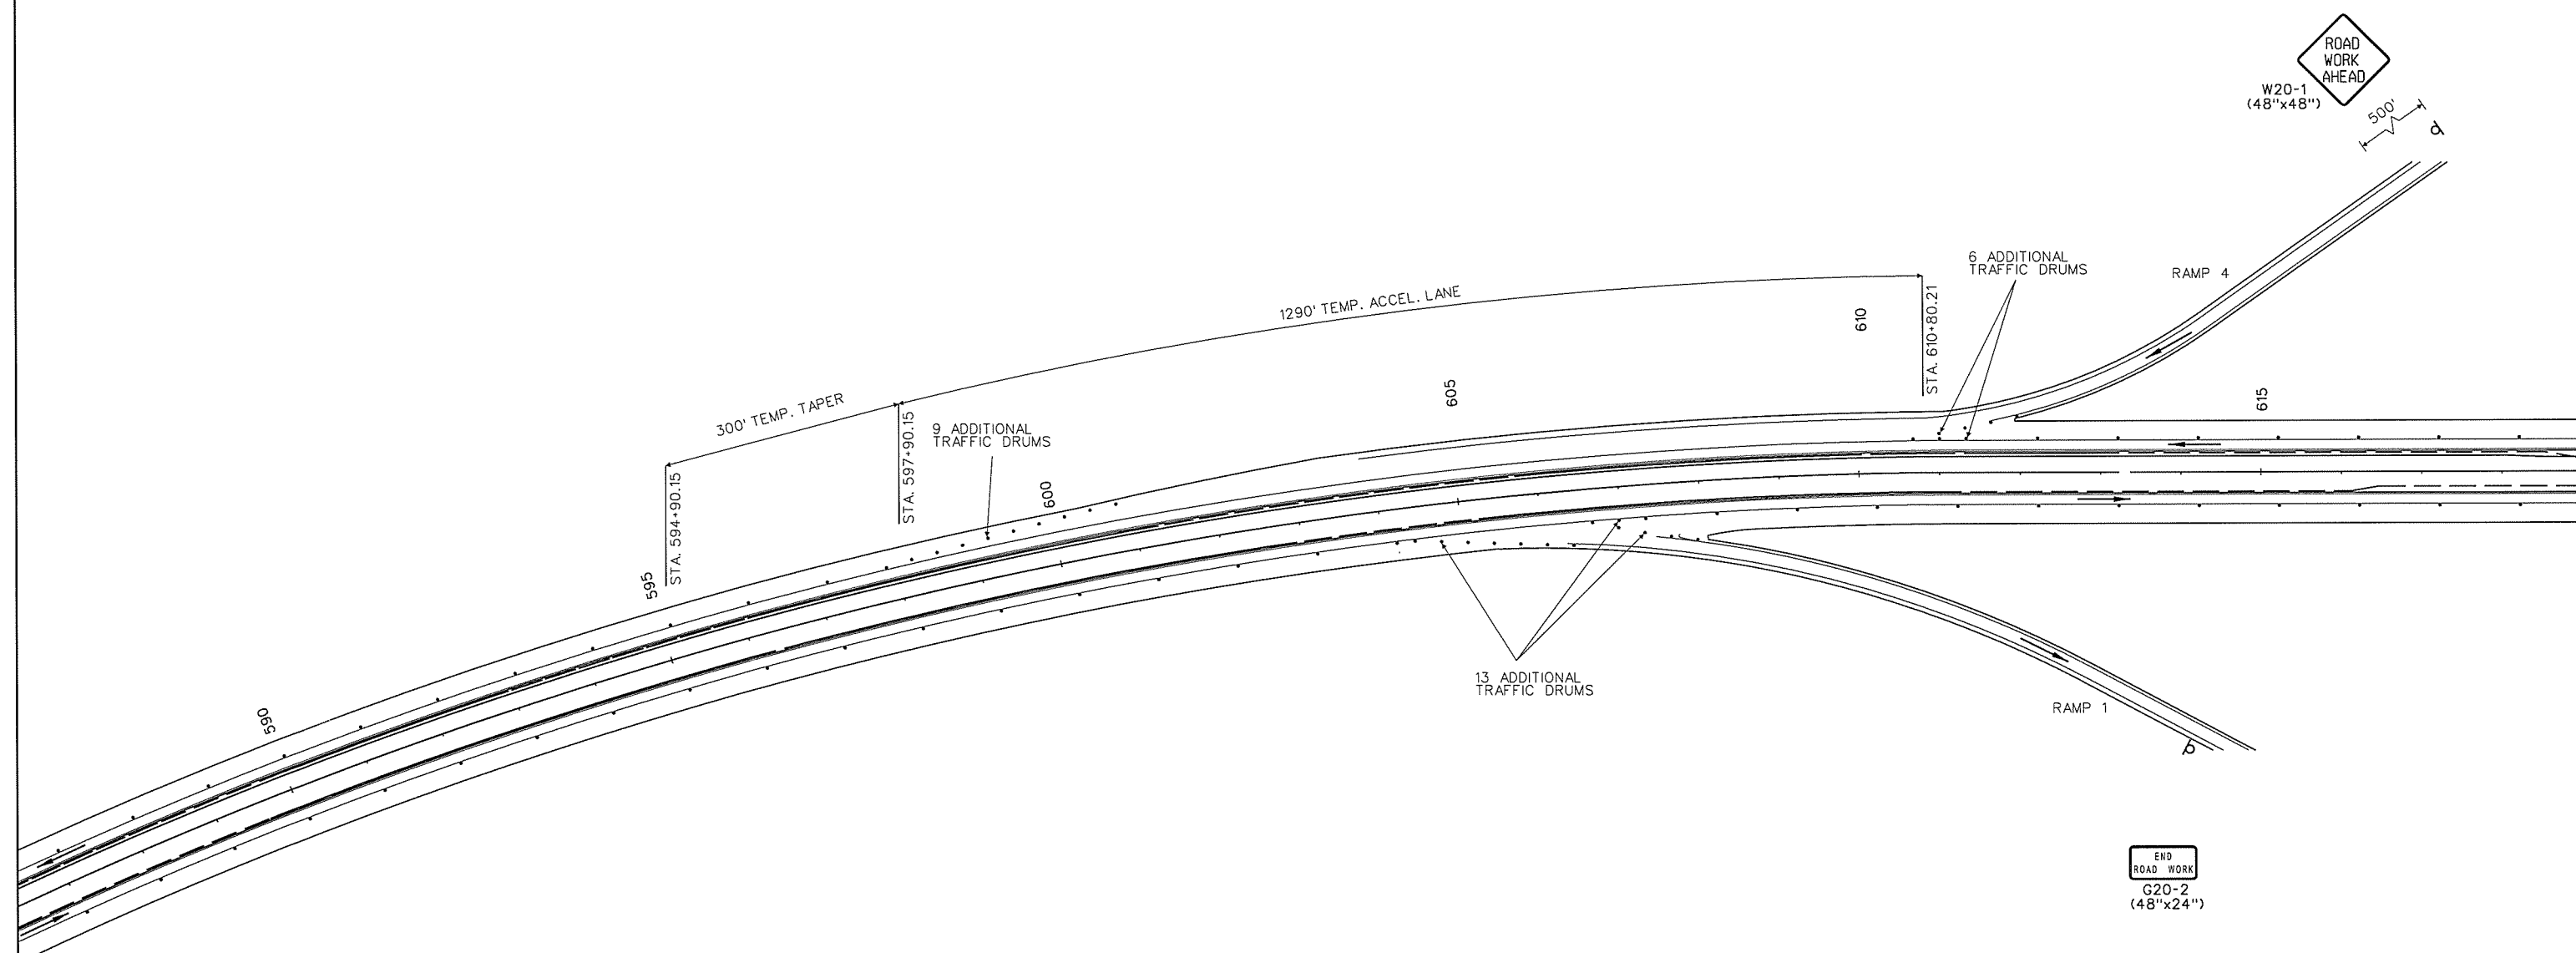 ROAD
WORK
AHEAD
W20-1
(48"x48")
500'
6 ADDITIONAL
TRAFFIC DRUMS
RAMP 4
1290' TEMP. ACCEL. LANE
STA. 610+80.21
610
615
605
300' TEMP. TAPER
9 ADDITIONAL
TRAFFIC DRUMS
STA. 597+90.15
STA. 594+90.15
600
595
590
13 ADDITIONAL
TRAFFIC DRUMS
RAMP 1
END
ROAD WORK
G20-2
(48"x24")